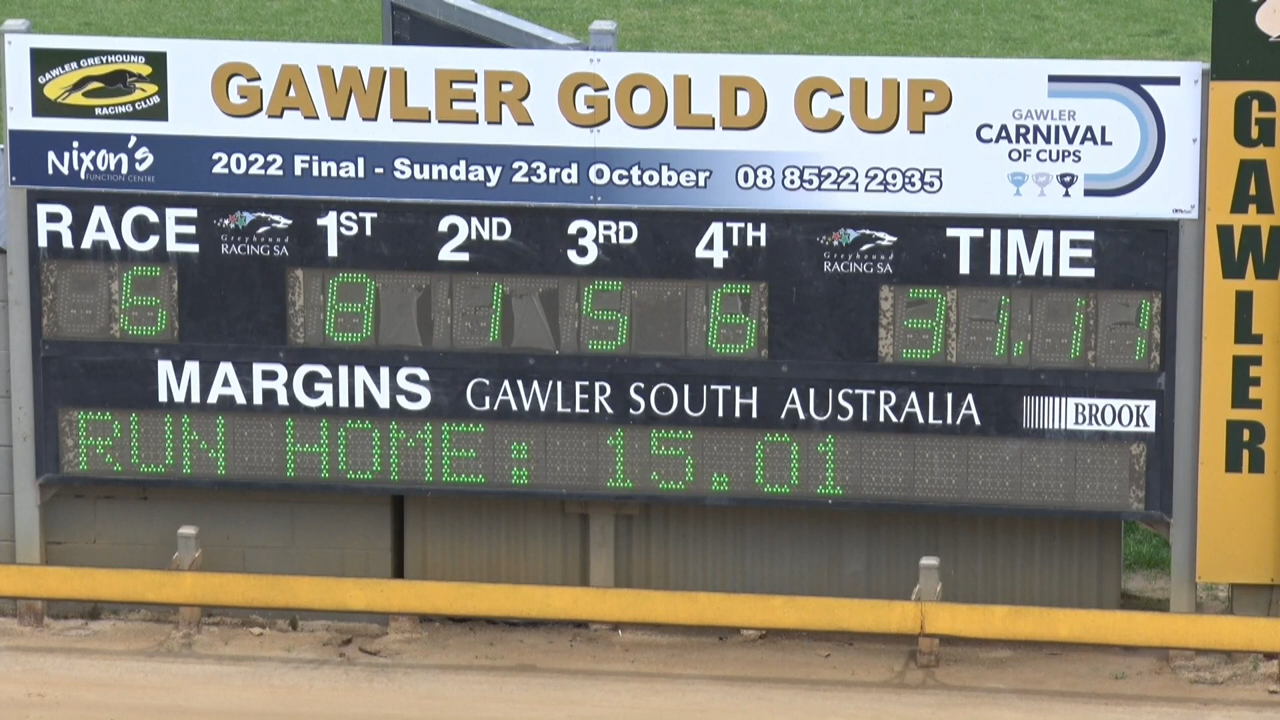 GAWLER GREYHOUND
RACING CLUB
GAWLER GOLD CUP
GAWLER
CARNIVAL
OF CUPS
Nixon's
FUNCTION CENTRE
2022 Final - Sunday 23rd October 08 8522 2935
RACE Greyhound RACING SA 1ST 2ND 3RD 4TH Greyhound RACING SA TIME
6 8 1 5 6 31.11
MARGINS GAWLER SOUTH AUSTRALIA BROOK
RUN HOME: 15.01
GAWLER